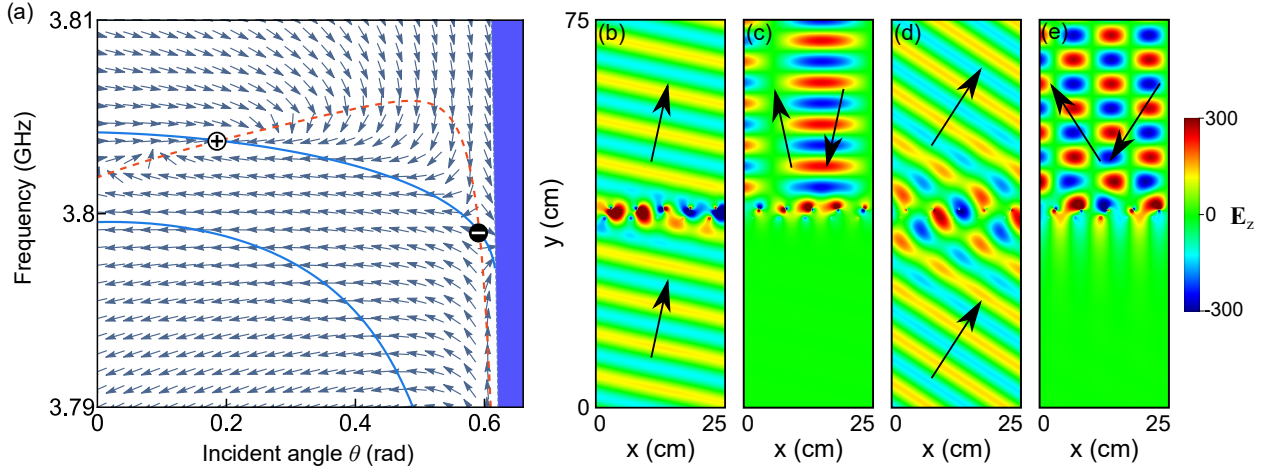 (a)
3.81
3.8
3.79
Frequency (GHz)
0
0.2
0.4
0.6
Incident angle θ (rad)
+
−
(b)
(c)
(d)
(e)
75
0
y (cm)
0
25
x (cm)
0
25
x (cm)
0
25
x (cm)
0
25
x (cm)
300
0
-300
E_z